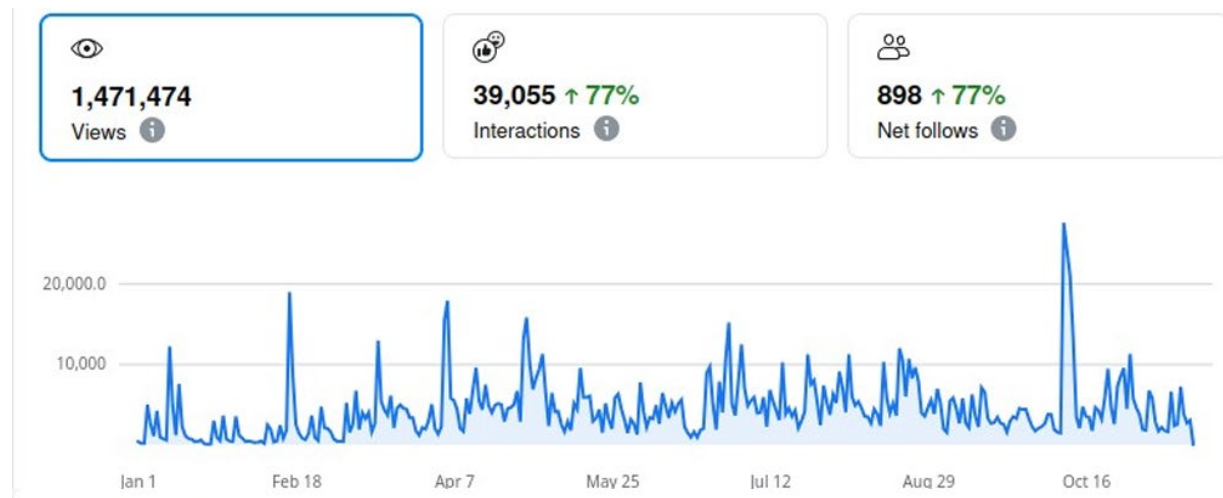 1,471,474
Views
39,055 ↑ 77%
Interactions
898 ↑ 77%
Net follows
20,000.0
10,000
Jan 1
Feb 18
Apr 7
May 25
Jul 12
Aug 29
Oct 16